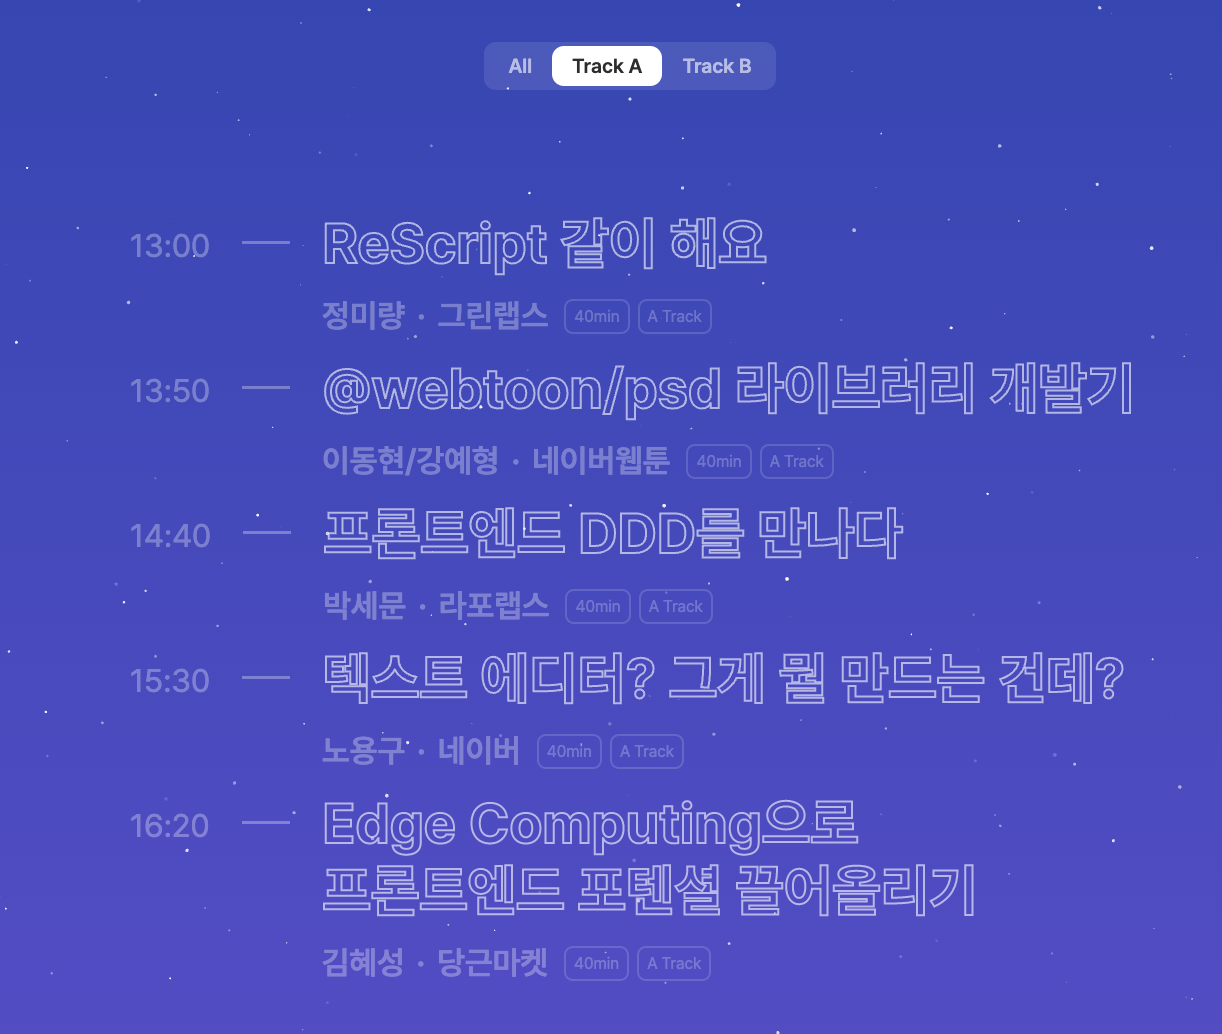 All Track A Track B
13:00 ReScript 같이 해요
정미량 · 그린랩스 40min A Track
13:50 @webtoon/psd 라이브러리 개발기
이동현/강예형 · 네이버웹툰 40min A Track
14:40 프론트엔드 DDD를 만나다
박세문 · 라포랩스 40min A Track
15:30 텍스트 에디터? 그게 뭘 만드는 건데?
노용구 · 네이버 40min A Track
16:20 Edge Computing으로
프론트엔드 포텐셜 끌어올리기
김혜성 · 당근마켓 40min A Track